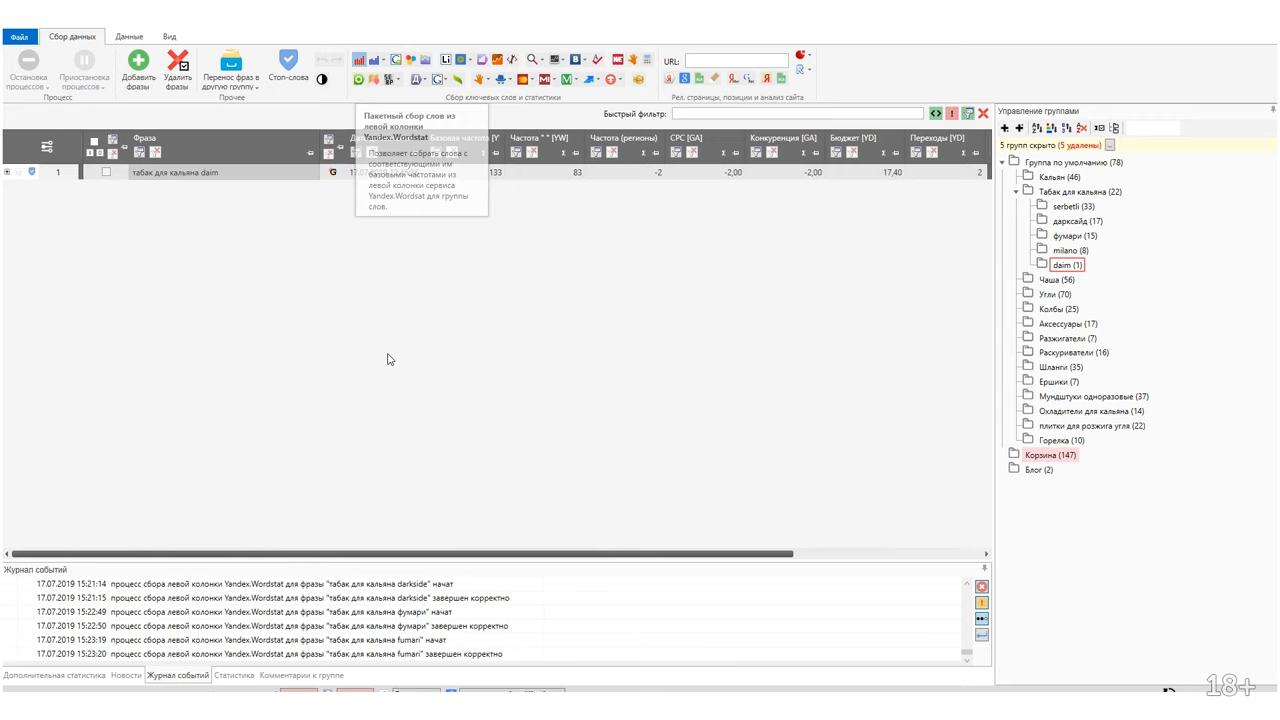 Файл Сбор данных Данные Вид
Остановка процессов Приостановка процессов Добавить фразы Удалить фразы Перенос фраз в другую группу Стоп-слова
URL:
Процесс Прочее Сбор ключевых слов и статистики Рел. страницы, позиции и анализ сайта
Быстрый фильтр:
Пакетный сбор слов из
левой колонки
Yandex.Wordstat
Позволяет собрать слова с
соответствующими им
базовыми частотами из
левой колонки сервиса
Yandex.Wordsat для группы
слов.
Фраза Базовая частота [Y Частота " " [YW] Частота (регионы) CPC [GA] Конкуренция [GA] Бюджет [YD] Переходы [YD]
1 табак для кальяна daim 133 83 -2 -2,00 -2,00 17,40 2
Управление группами
5 групп скрыто (5 удалены) ...
Группа по умолчанию (78)
Кальян (46)
Табак для кальяна (22)
serbetli (33)
дарксайд (17)
фумари (15)
milano (8)
daim (1)
Чаша (56)
Угли (70)
Колбы (25)
Аксессуары (17)
Разжигатели (7)
Раскуриватели (16)
Шланги (35)
Ершики (7)
Мундштуки одноразовые (37)
Охладители для кальяна (14)
плитки для розжига угля (22)
Горелка (10)
Корзина (147)
Блог (2)
Журнал событий
17.07.2019 15:21:14 процесс сбора левой колонки Yandex.Wordstat для фразы "табак для кальяна darkside" начат
17.07.2019 15:21:15 процесс сбора левой колонки Yandex.Wordstat для фразы "табак для кальяна darkside" завершен корректно
17.07.2019 15:22:49 процесс сбора левой колонки Yandex.Wordstat для фразы "табак для кальяна фумари" начат
17.07.2019 15:22:50 процесс сбора левой колонки Yandex.Wordstat для фразы "табак для кальяна фумари" завершен корректно
17.07.2019 15:23:19 процесс сбора левой колонки Yandex.Wordstat для фразы "табак для кальяна fumari" начат
17.07.2019 15:23:20 процесс сбора левой колонки Yandex.Wordstat для фразы "табак для кальяна fumari" завершен корректно
Дополнительная статистика Новости Журнал событий Статистика Комментарии к группе
18+